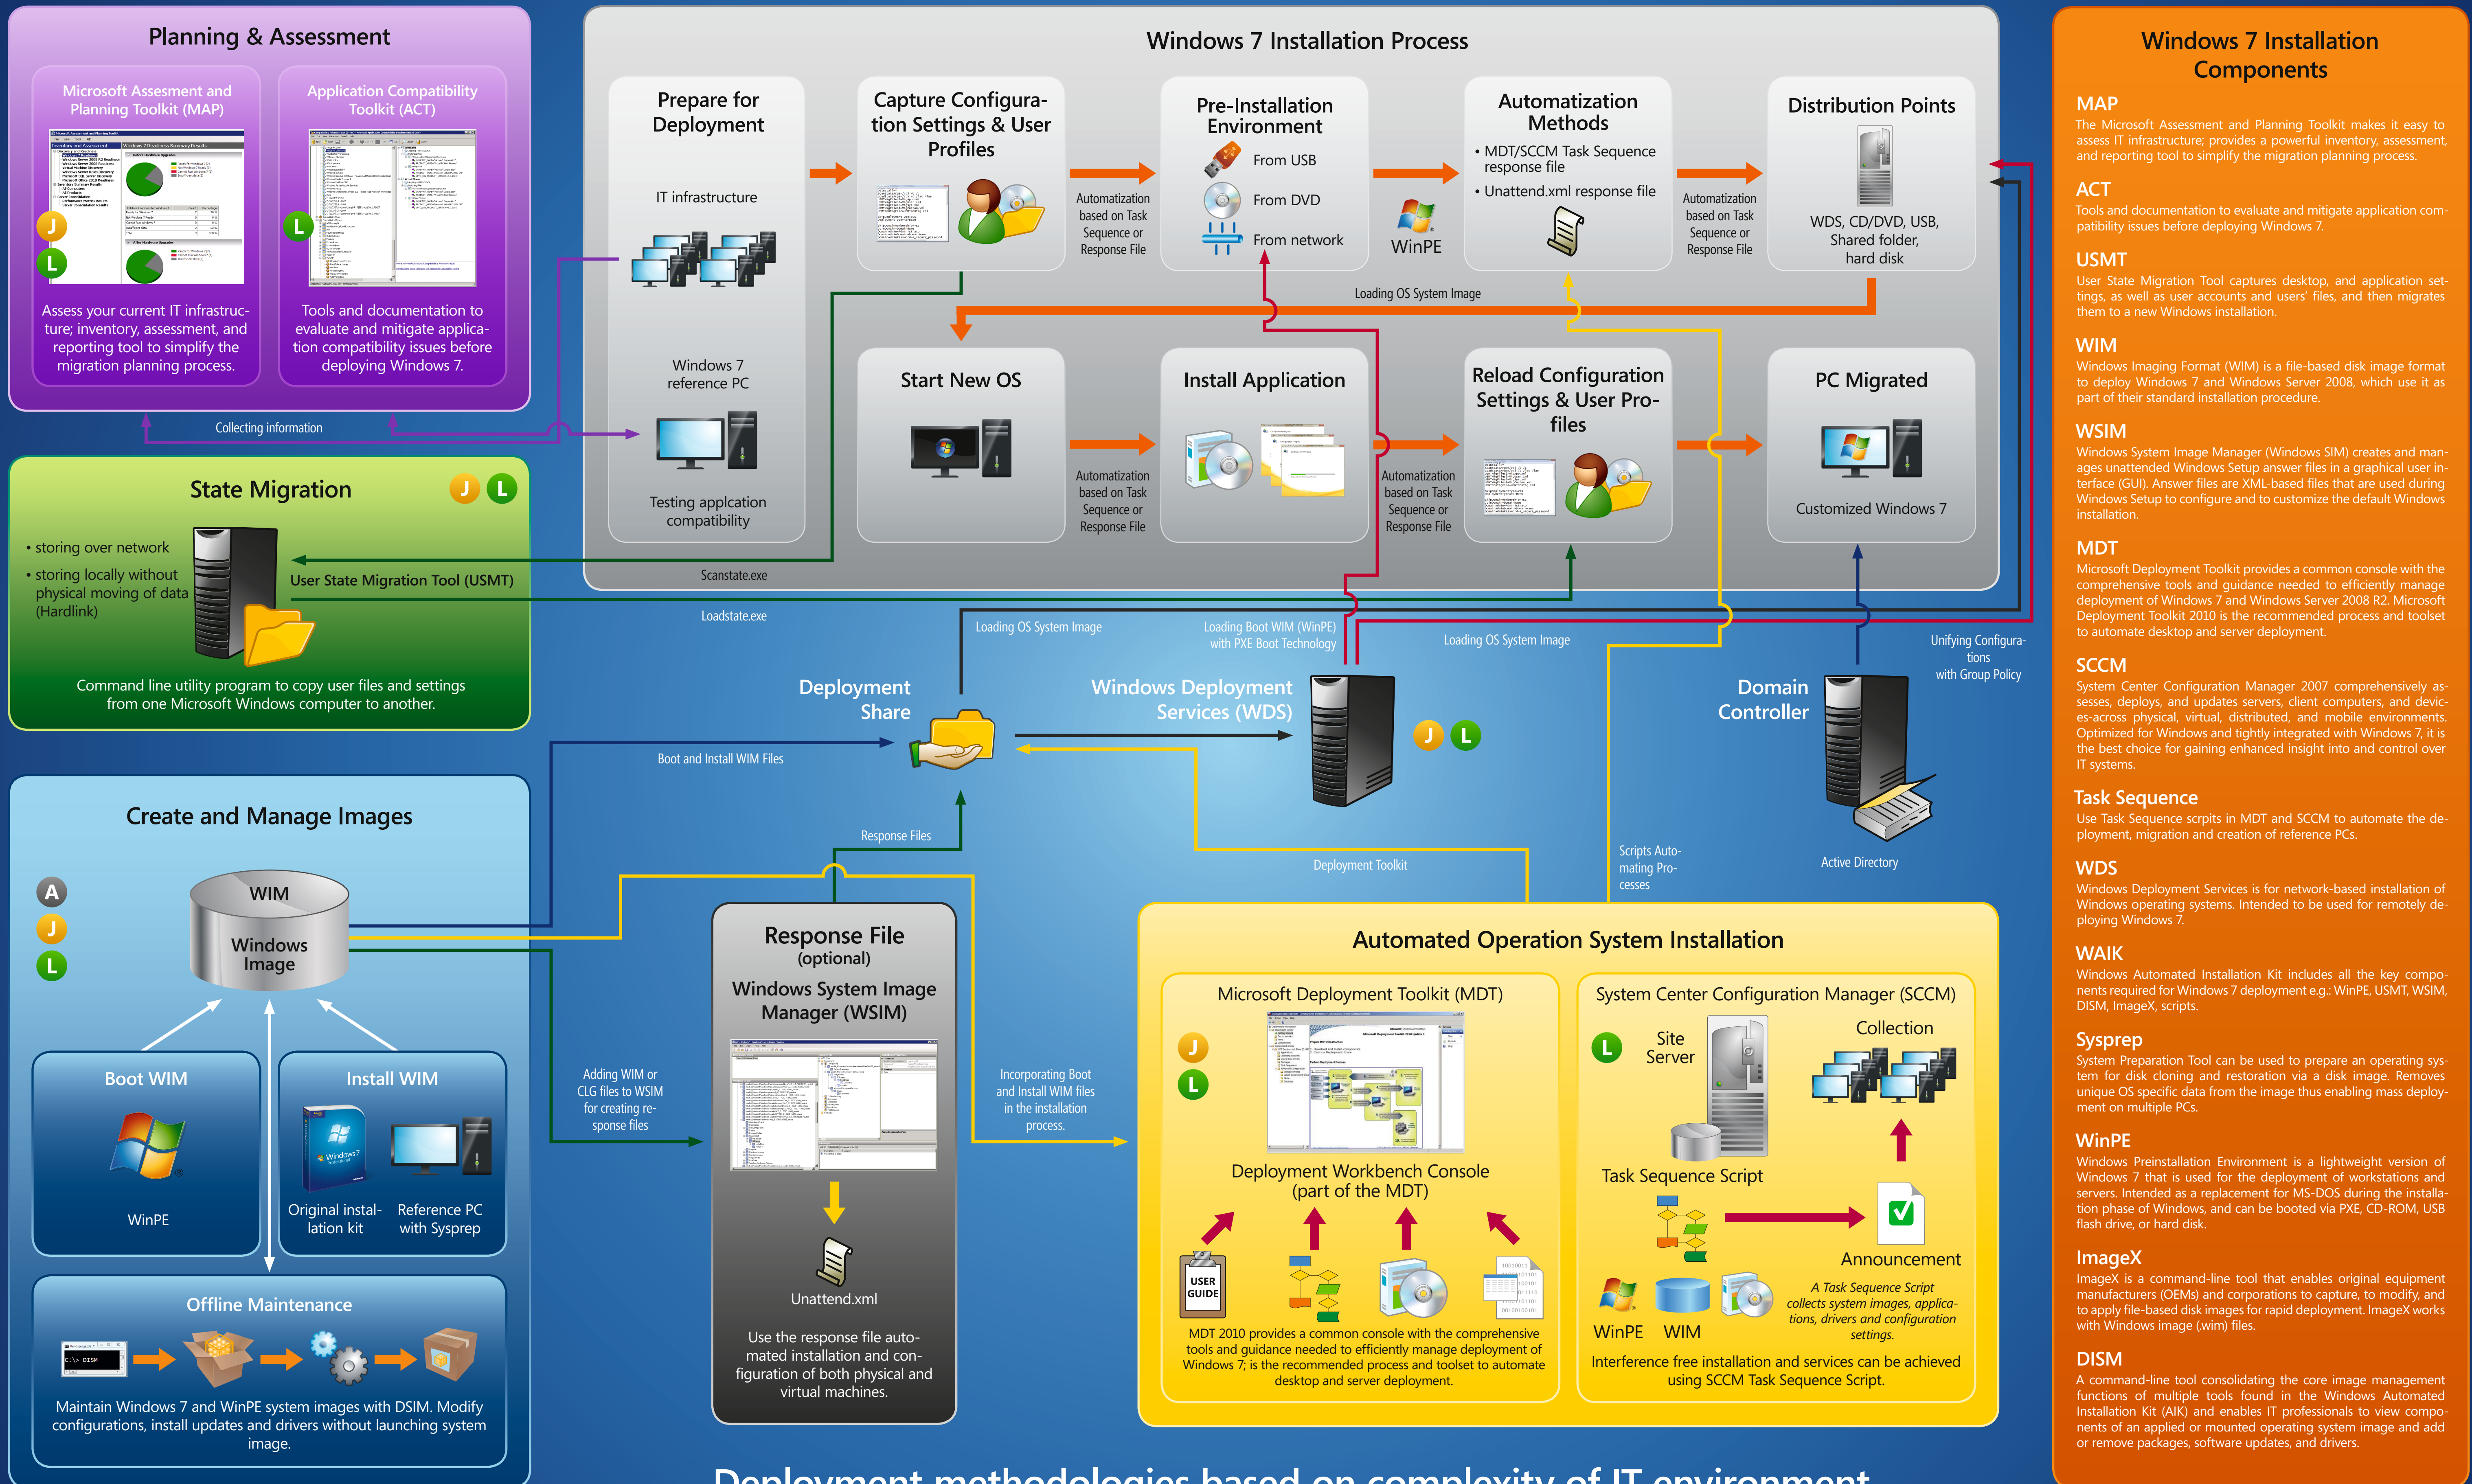 Planning & Assessment
Microsoft Assesment and
Planning Toolkit (MAP)
J
L
Assess your current IT infrastruc-
ture; inventory, assessment, and
reporting tool to simplify the
migration planning process.
Application Compatibility
Toolkit (ACT)
L
Tools and documentation to
evaluate and mitigate applica-
tion compatibility issues before
deploying Windows 7.
Collecting information
State Migration
J L
• storing over network
• storing locally without
physical moving of data
(Hardlink)
User State Migration Tool (USMT)
Command line utility program to copy user files and settings
from one Microsoft Windows computer to another.
Create and Manage Images
A
J
L
WIM
Windows
Image
Boot WIM
WinPE
Install WIM
Windows 7
Original instal-
lation kit
Reference PC
with Sysprep
Offline Maintenance
C:\> DISM
Maintain Windows 7 and WinPE system images with DSIM. Modify
configurations, install updates and drivers without launching system
image.
Windows 7 Installation Process
Prepare for
Deployment
IT infrastructure
Windows 7
reference PC
Testing applcation
compatibility
Capture Configura-
tion Settings & User
Profiles
Automatization
based on Task
Sequence or
Response File
Pre-Installation
Environment
From USB
From DVD
From network
WinPE
Automatization
Methods
• MDT/SCCM Task Sequence
response file
• Unattend.xml response file
Automatization
based on Task
Sequence or
Response File
Distribution Points
WDS, CD/DVD, USB,
Shared folder,
hard disk
Loading OS System Image
Start New OS
Automatization
based on Task
Sequence or
Response File
Install Application
Automatization
based on Task
Sequence or
Response File
Reload Configuration
Settings & User Pro-
files
PC Migrated
Customized Windows 7
Scanstate.exe
Loadstate.exe
Loading OS System Image
Loading Boot WIM (WinPE)
with PXE Boot Technology
Loading OS System Image
Unifying Configura-
tions
with Group Policy
Deployment
Share
Windows Deployment
Services (WDS)
J L
Domain
Controller
Active Directory
Boot and Install WIM Files
Response Files
Deployment Toolkit
Scripts Auto-
mating Pro-
cesses
Adding WIM or
CLG files to WSIM
for creating re-
sponse files
Incorporating Boot
and Install WIM files
in the installation
process.
Response File
(optional)
Windows System Image
Manager (WSIM)
Unattend.xml
Use the response file auto-
mated installation and con-
figuration of both physical and
virtual machines.
Automated Operation System Installation
Microsoft Deployment Toolkit (MDT)
J
L
Deployment Workbench Console
(part of the MDT)
USER
GUIDE
MDT 2010 provides a common console with the comprehensive
tools and guidance needed to efficiently manage deployment of
Windows 7; is the recommended process and toolset to automate
desktop and server deployment.
System Center Configuration Manager (SCCM)
L
Site
Server
Collection
Task Sequence Script
Announcement
WinPE
WIM
A Task Sequence Script
collects system images, applica-
tions, drivers and configuration
settings.
Interference free installation and services can be achieved
using SCCM Task Sequence Script.
Windows 7 Installation
Components
MAP
The Microsoft Assessment and Planning Toolkit makes it easy to
assess IT infrastructure; provides a powerful inventory, assessment,
and reporting tool to simplify the migration planning process.
ACT
Tools and documentation to evaluate and mitigate application com-
patibility issues before deploying Windows 7.
USMT
User State Migration Tool captures desktop, and application set-
tings, as well as user accounts and users' files, and then migrates
them to a new Windows installation.
WIM
Windows Imaging Format (WIM) is a file-based disk image format
to deploy Windows 7 and Windows Server 2008, which use it as
part of their standard installation procedure.
WSIM
Windows System Image Manager (Windows SIM) creates and man-
ages unattended Windows Setup answer files in a graphical user in-
terface (GUI). Answer files are XML-based files that are used during
Windows Setup to configure and to customize the default Windows
installation.
MDT
Microsoft Deployment Toolkit provides a common console with the
comprehensive tools and guidance needed to efficiently manage
deployment of Windows 7 and Windows Server 2008 R2. Microsoft
Deployment Toolkit 2010 is the recommended process and toolset
to automate desktop and server deployment.
SCCM
System Center Configuration Manager 2007 comprehensively as-
sesses, deploys, and updates servers, client computers, and devic-
es-across physical, virtual, distributed, and mobile environments.
Optimized for Windows and tightly integrated with Windows 7, it is
the best choice for gaining enhanced insight into and control over
IT systems.
Task Sequence
Use Task Sequence scrpits in MDT and SCCM to automate the de-
ployment, migration and creation of reference PCs.
WDS
Windows Deployment Services is for network-based installation of
Windows operating systems. Intended to be used for remotely de-
ploying Windows 7.
WAIK
Windows Automated Installation Kit includes all the key compo-
nents required for Windows 7 deployment e.g.: WinPE, USMT, WSIM,
DISM, ImageX, scripts.
Sysprep
System Preparation Tool can be used to prepare an operating sys-
tem for disk cloning and restoration via a disk image. Removes
unique OS specific data from the image thus enabling mass deploy-
ment on multiple PCs.
WinPE
Windows Preinstallation Environment is a lightweight version of
Windows 7 that is used for the deployment of workstations and
servers. Intended as a replacement for MS-DOS during the installa-
tion phase of Windows, and can be booted via PXE, CD-ROM, USB
flash drive, or hard disk.
ImageX
ImageX is a command-line tool that enables original equipment
manufacturers (OEMs) and corporations to capture, to modify, and
to apply file-based disk images for rapid deployment. ImageX works
with Windows image (.wim) files.
DISM
A command-line tool consolidating the core image management
functions of multiple tools found in the Windows Automated
Installation Kit (AIK) and enables IT professionals to view compo-
nents of an applied or mounted operating system image and add
or remove packages, software updates, and drivers.
Deployment methodologies based on complexity of IT environment